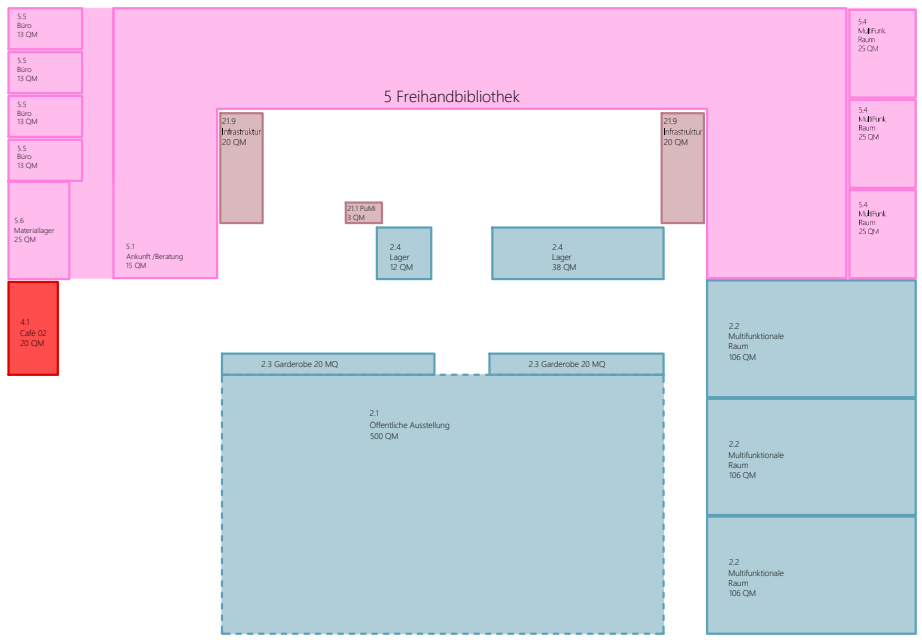 5.5
Büro
13 QM
5.5
Büro
13 QM
5.5
Büro
13 QM
5.5
Büro
13 QM
5.6
Materiallager
25 QM
4.1
Café 02
20 QM
5.1
Ankunft /Beratung
15 QM
5 Freihandbibliothek
21.9
Infrastruktur
20 QM
21.9
Infrastruktur
20 QM
21.1 PuMi
3 QM
2.4
Lager
12 QM
2.4
Lager
38 QM
2.3 Garderobe 20 MQ
2.3 Garderobe 20 MQ
2.1
Öffentliche Ausstellung
500 QM
5.4
MultiFunk.
Raum
25 QM
5.4
MultiFunk.
Raum
25 QM
5.4
MultiFunk.
Raum
25 QM
2.2
Multifunktionale
Raum
106 QM
2.2
Multifunktionale
Raum
106 QM
2.2
Multifunktionale
Raum
106 QM